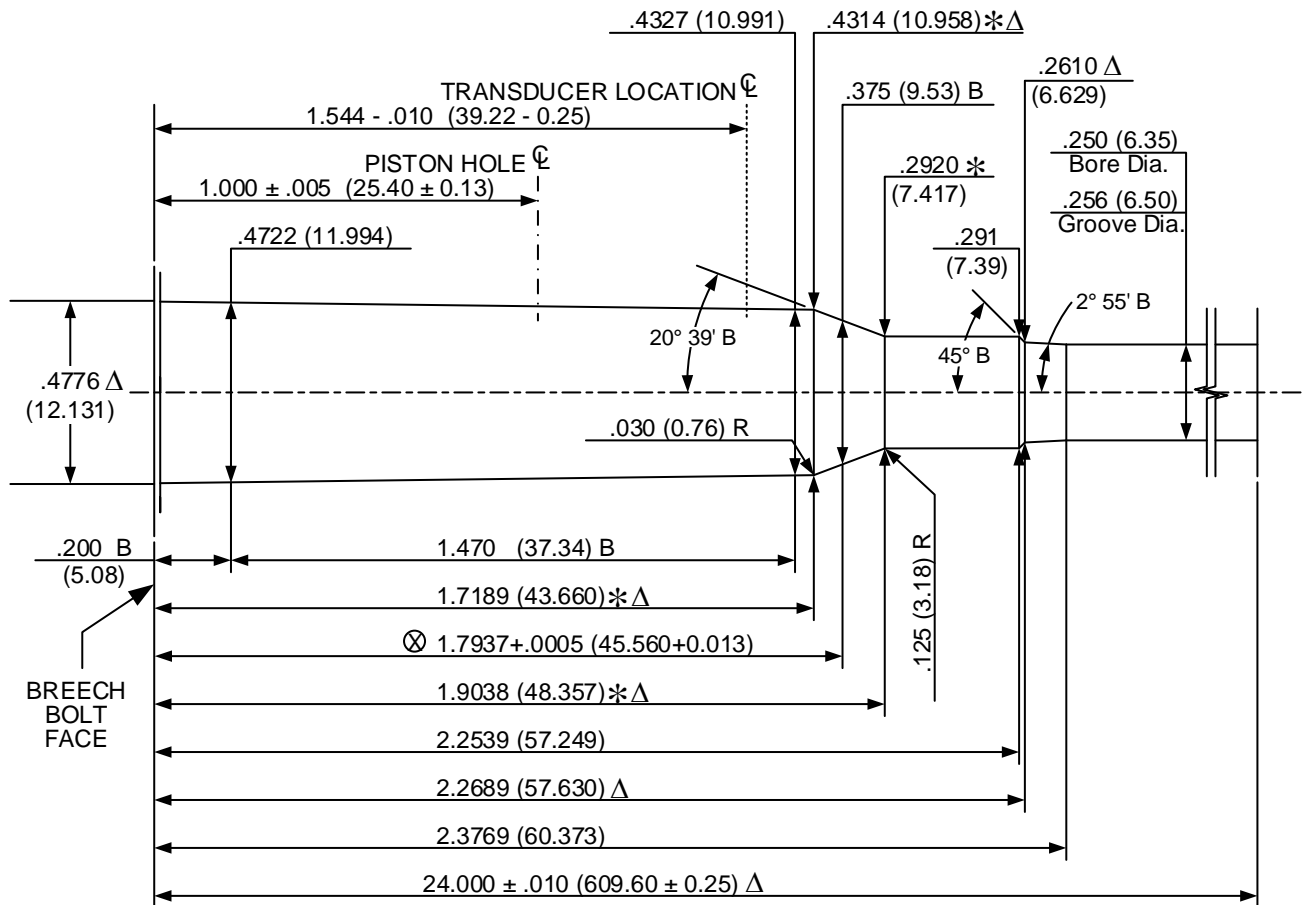 .4327 (10.991)
.4314 (10.958)✻Δ
.2610 Δ
(6.629)
.375 (9.53) B
TRANSDUCER LOCATION ℄
1.544 - .010 (39.22 - 0.25)
.250 (6.35)
Bore Dia.
PISTON HOLE ℄
1.000 ± .005 (25.40 ± 0.13)
.2920 ✻
(7.417)
.256 (6.50)
Groove Dia.
.4722 (11.994)
.291
(7.39)
2° 55' B
20° 39' B
45° B
.4776 Δ
(12.131)
.030 (0.76) R
.200 B
(5.08)
1.470 (37.34) B
.125 (3.18) R
1.7189 (43.660)✻Δ
⊗ 1.7937+.0005 (45.560+0.013)
BREECH
BOLT
FACE
1.9038 (48.357)✻Δ
2.2539 (57.249)
2.2689 (57.630) Δ
2.3769 (60.373)
24.000 ± .010 (609.60 ± 0.25) Δ